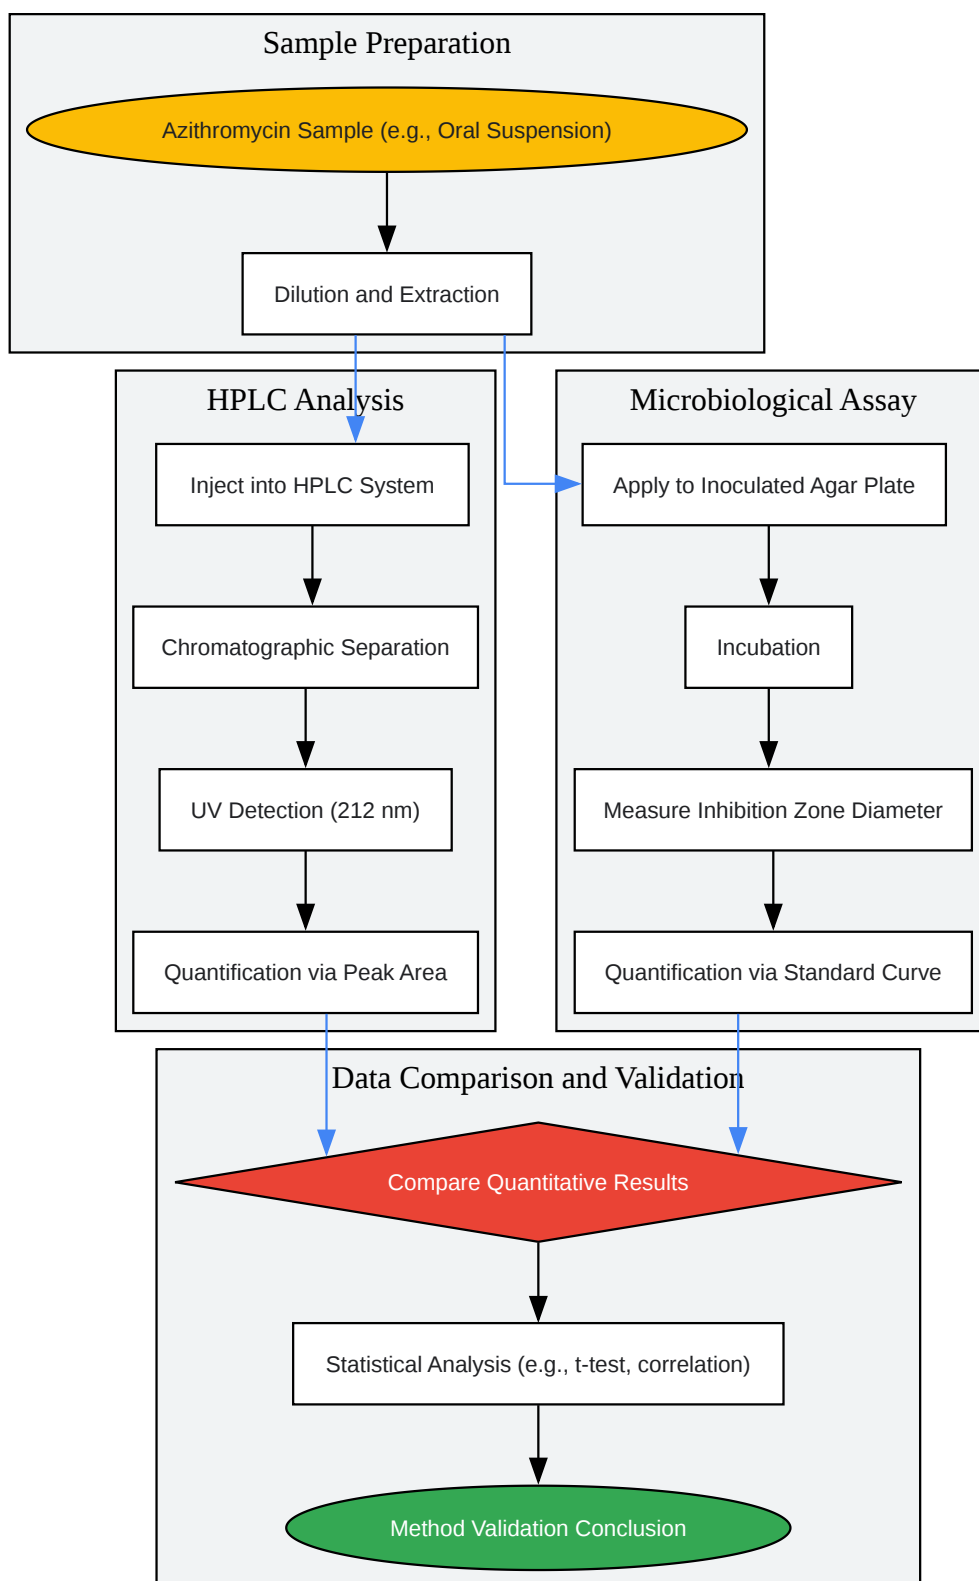 Sample Preparation
Azithromycin Sample (e.g., Oral Suspension)
Dilution and Extraction
HPLC Analysis
Inject into HPLC System
Chromatographic Separation
UV Detection (212 nm)
Quantification via Peak Area
Microbiological Assay
Apply to Inoculated Agar Plate
Incubation
Measure Inhibition Zone Diameter
Quantification via Standard Curve
Data Comparison and Validation
Compare Quantitative Results
Statistical Analysis (e.g., t-test, correlation)
Method Validation Conclusion